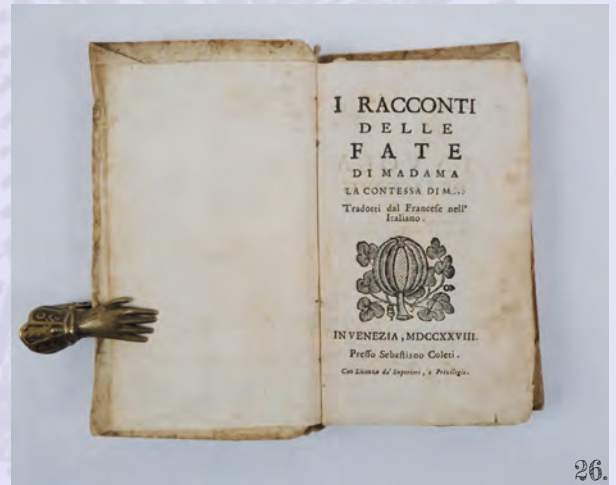 I RACCONTI
DELLE
FATE
DI MADAMA
LA CONTESSA DI M...
Tradotti dal Franceſe nell'
Italiano.
IN VENEZIA, MDCCXXVIII.
Preſſo Sebaſtiano Coleti.
Con Licenza de' Superiori, e Privilegio.
26.